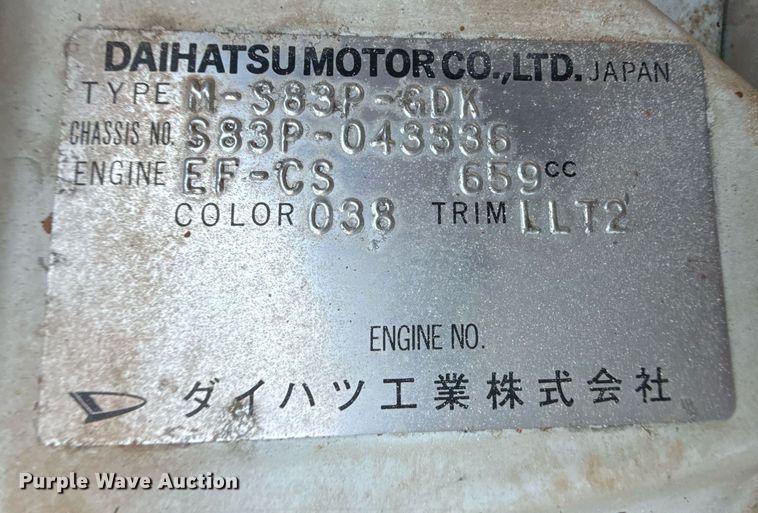 DAIHATSU MOTOR CO.,LTD. JAPAN
TYPE M-S83P-GDK
CHASSIS NO. S83P-043336
ENGINE EF-CS 659cc
COLOR 038 TRIM LLT2
ENGINE NO.
ダイハツ工業株式会社
Purple Wave Auction